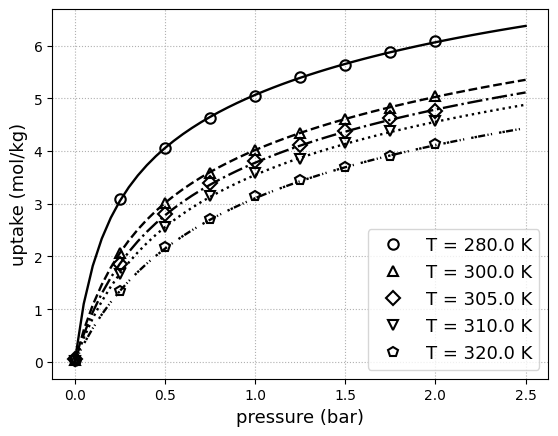 6
5
4
3
2
1
0
uptake (mol/kg)
T = 280.0 K
T = 300.0 K
T = 305.0 K
T = 310.0 K
T = 320.0 K
0.0 0.5 1.0 1.5 2.0 2.5
pressure (bar)